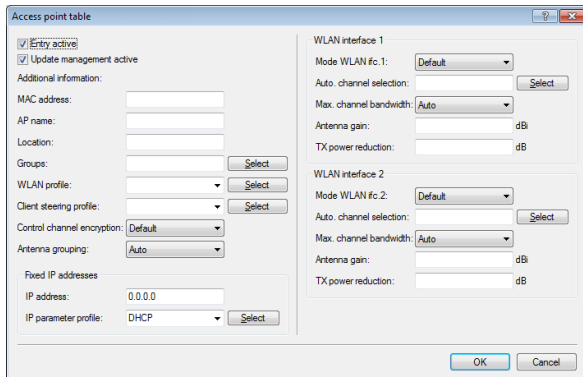 Access point table
Entry active
Update management active
Additional information:
MAC address:
AP name:
Location:
Groups: Select
WLAN profile: Select
Client steering profile: Select
Control channel encryption: Default
Antenna grouping: Auto
Fixed IP addresses
IP address: 0.0.0.0
IP parameter profile: DHCP Select
WLAN interface 1
Mode WLAN ifc.1: Default
Auto. channel selection: Select
Max. channel bandwidth: Auto
Antenna gain: dBi
TX power reduction: dB
WLAN interface 2
Mode WLAN ifc.2: Default
Auto. channel selection: Select
Max. channel bandwidth: Auto
Antenna gain: dBi
TX power reduction: dB
OK Cancel